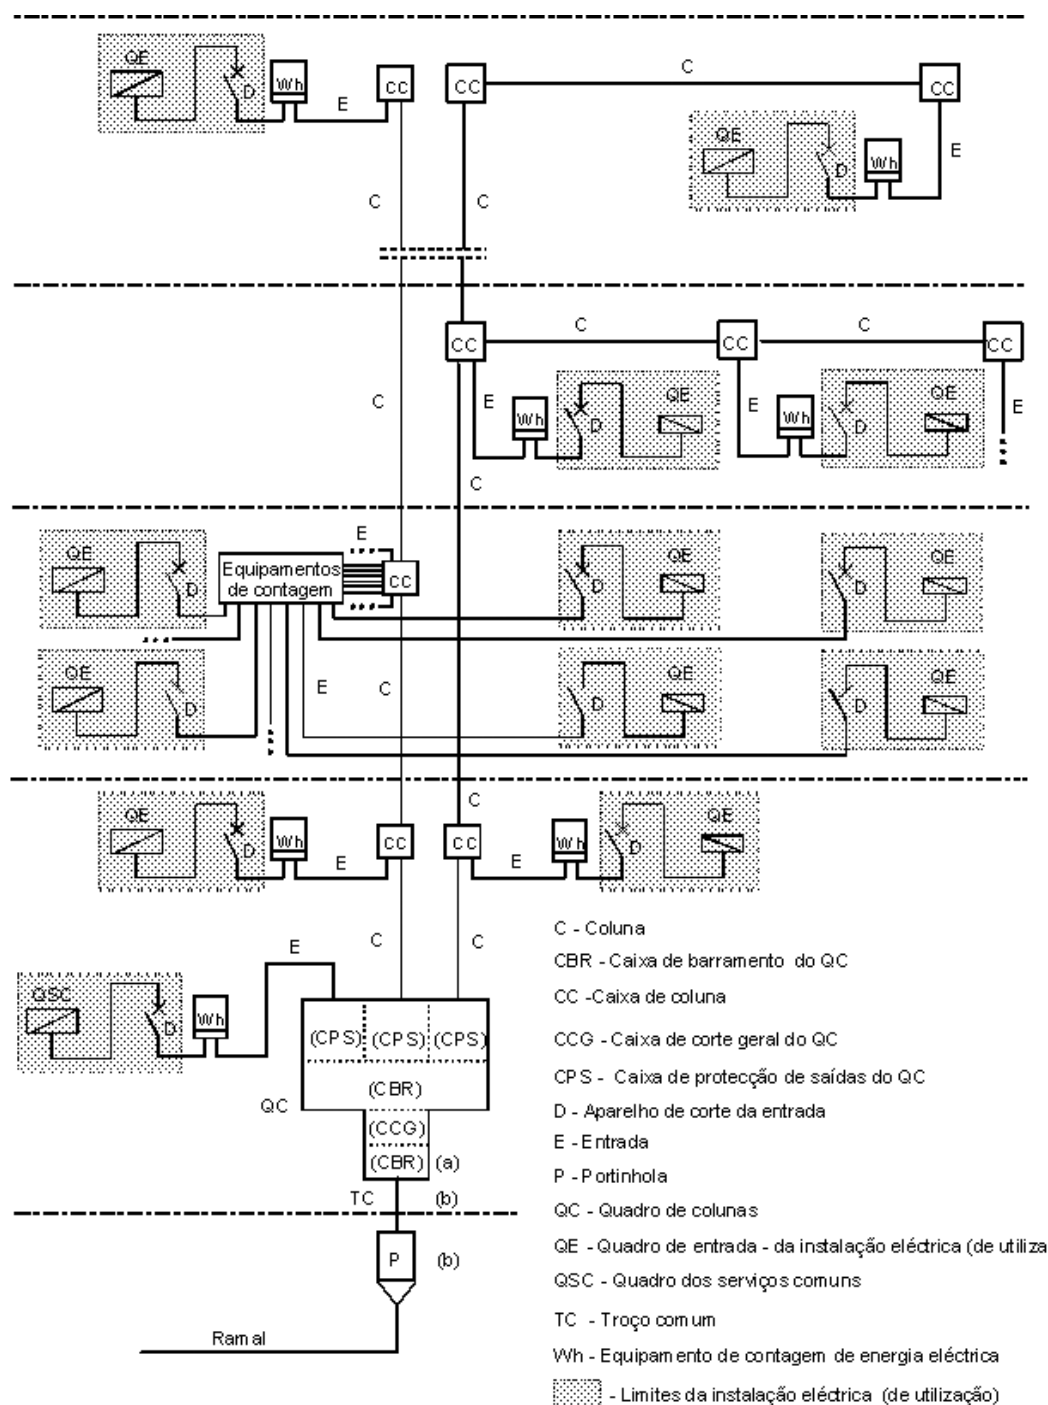 QE
D
Wh
E
CC
CC
C
CC
QE
D
Wh
E
C
C
CC
C
CC
C
CC
C
E
Wh
D
QE
E
Wh
D
QE
E
C
QE
D
Equipamentos
de contagem
E
CC
D
QE
D
QE
QE
D
E
C
D
QE
D
QE
C
QE
D
Wh
E
CC
CC
E
Wh
D
QE
E
C
C
QSC
D
Wh
(CPS) (CPS) (CPS)
(CBR)
QC
(CCG)
(CBR) (a)
TC (b)
P (b)
Ramal
C - Coluna
CBR - Caixa de barramento do QC
CC -Caixa de coluna
CCG - Caixa de corte geral do QC
CPS - Caixa de protecção de saídas do QC
D - Aparelho de corte da entrada
E - Entrada
P - Portinhola
QC - Quadro de colunas
QE - Quadro de entrada - da instalação eléctrica (de utiliza
QSC - Quadro dos serviços comuns
TC - Troço comum
Wh - Equipamento de contagem de energia eléctrica
- Limites da instalação eléctrica (de utilização)